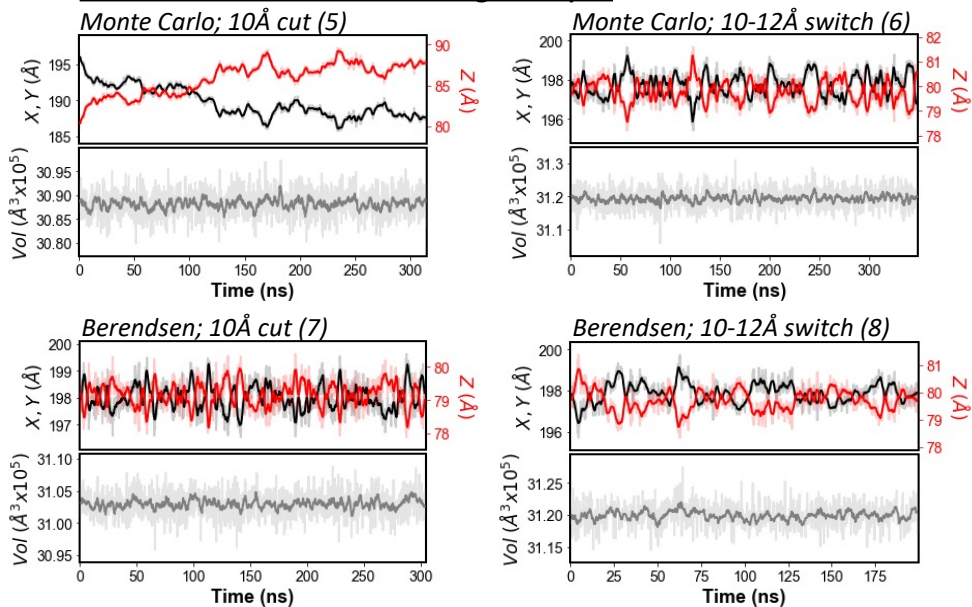 Monte Carlo; 10Å cut (5)
X, Y (Å)
195
190
185
90
85
80
Z (Å)
Vol (Å³x10⁵)
30.95
30.90
30.85
30.80
0 50 100 150 200 250 300
Time (ns)
Monte Carlo; 10-12Å switch (6)
X, Y (Å)
200
198
196
82
81
80
79
78
Z (Å)
Vol (Å³x10⁵)
31.3
31.2
31.1
0 50 100 150 200 250 300
Time (ns)
Berendsen; 10Å cut (7)
X, Y (Å)
200
199
198
197
80
79
78
Z (Å)
Vol (Å³x10⁵)
31.10
31.05
31.00
30.95
0 50 100 150 200 250 300
Time (ns)
Berendsen; 10-12Å switch (8)
X, Y (Å)
200
198
196
81
80
79
78
Z (Å)
Vol (Å³x10⁵)
31.25
31.20
31.15
0 25 50 75 100 125 150 175
Time (ns)